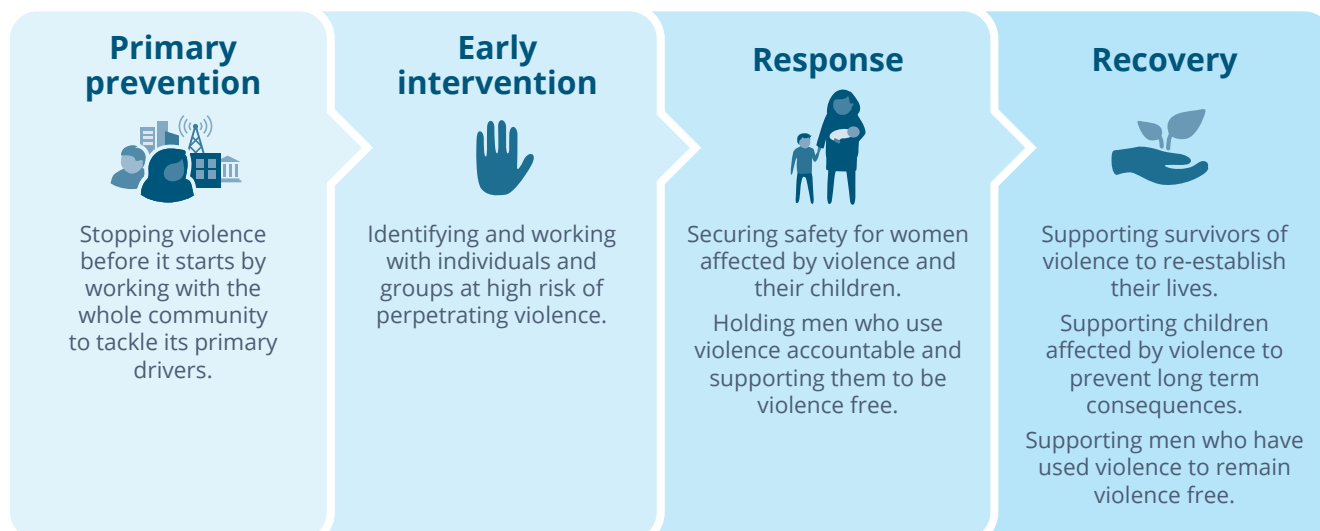 Primary
prevention
Stopping violence
before it starts by
working with the
whole community
to tackle its primary
drivers.
Early
intervention
Identifying and working
with individuals and
groups at high risk of
perpetrating violence.
Response
Securing safety for women
affected by violence and
their children.
Holding men who use
violence accountable and
supporting them to be
violence free.
Recovery
Supporting survivors of
violence to re-establish
their lives.
Supporting children
affected by violence to
prevent long term
consequences.
Supporting men who have
used violence to remain
violence free.